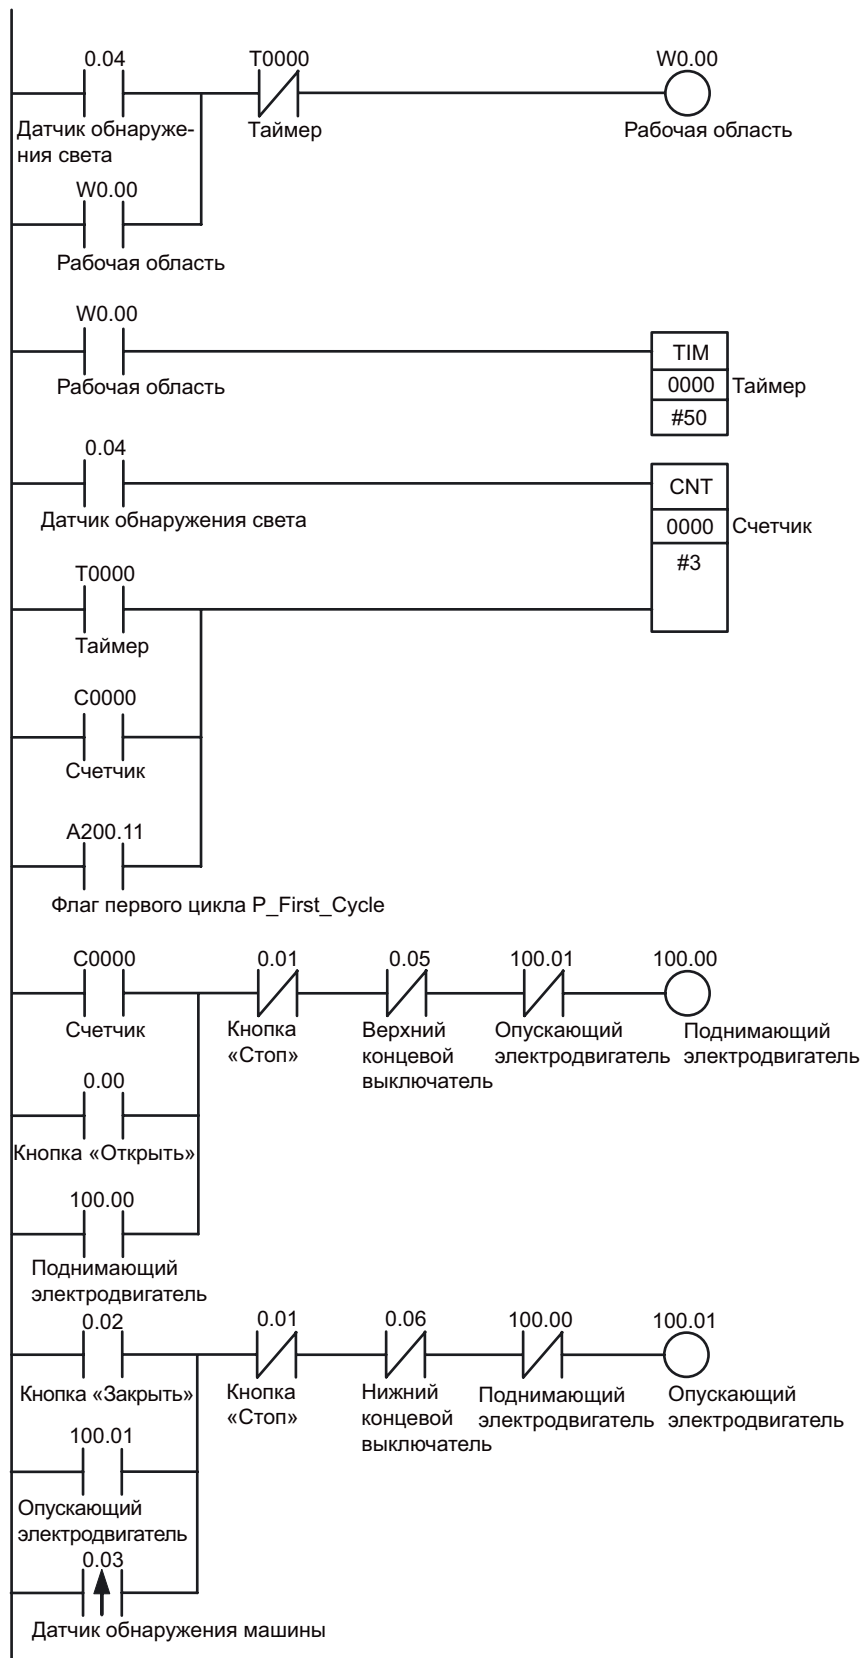 0.04
T0000
W0.00
Датчик обнаруже-
ния света
Таймер
Рабочая область
W0.00
Рабочая область
W0.00
Рабочая область
TIM
0000
Таймер
#50
0.04
Датчик обнаружения света
CNT
0000
Счетчик
#3
T0000
Таймер
C0000
Счетчик
A200.11
Флаг первого цикла P_First_Cycle
C0000
0.01
0.05
100.01
100.00
Счетчик
Кнопка
«Стоп»
Верхний
концевой
выключатель
Опускающий
электродвигатель
Поднимающий
электродвигатель
0.00
Кнопка «Открыть»
100.00
Поднимающий
электродвигатель
0.02
0.01
0.06
100.00
100.01
Кнопка «Закрыть»
Кнопка
«Стоп»
Нижний
концевой
выключатель
Поднимающий
электродвигатель
Опускающий
электродвигатель
100.01
Опускающий
электродвигатель
0.03
Датчик обнаружения машины